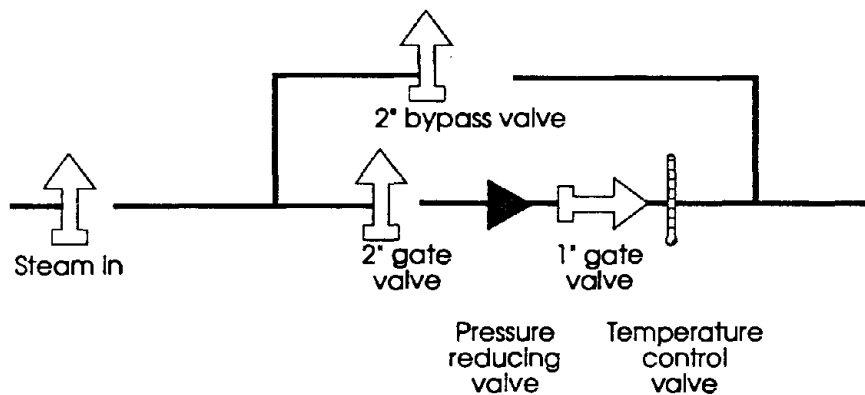 2" bypass valve
Steam in
2" gate
valve
1" gate
valve
Pressure
reducing
valve
Temperature
control
valve